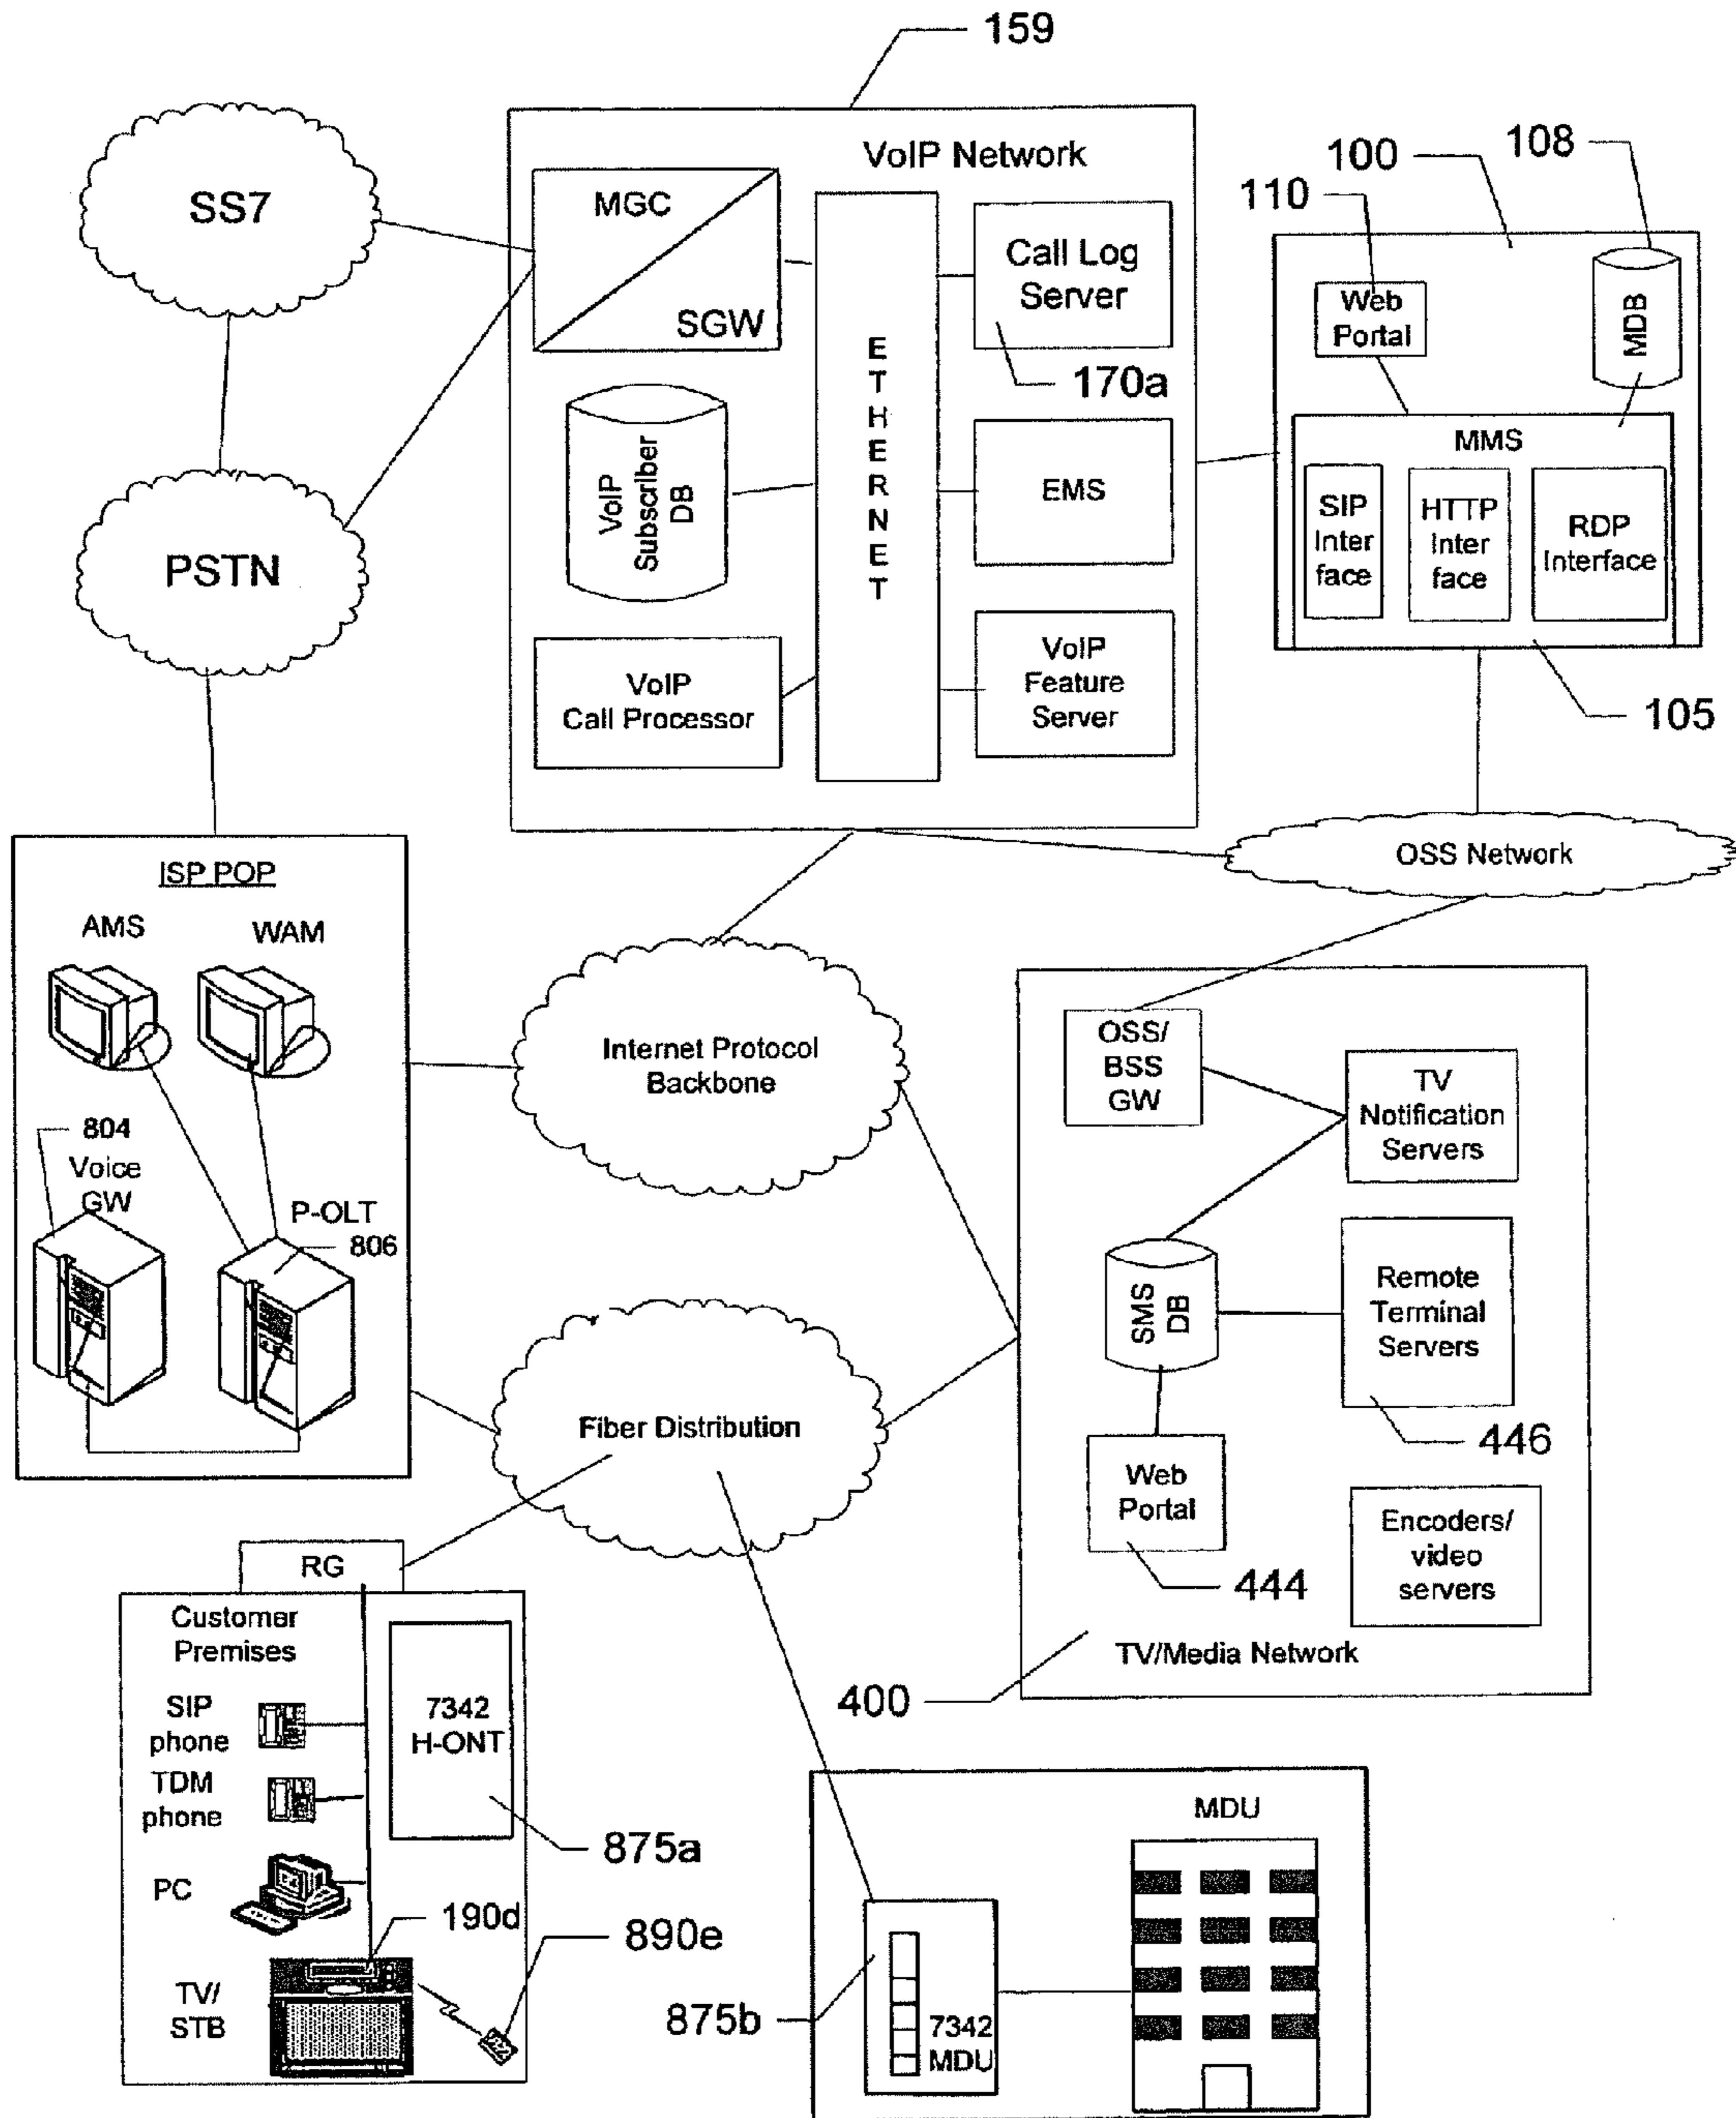 159
VoIP Network
SS7
MGC
SGW
Call Log
Server
170a
100
108
110
Web
Portal
MDB
ETHERNET
VoIP
Subscriber
DB
EMS
MMS
SIP
Inter
face
HTTP
Inter
face
RDP
Interface
105
PSTN
VoIP
Call Processor
VoIP
Feature
Server
OSS Network
ISP POP
AMS
WAM
804
Voice
GW
P-OLT
806
Internet Protocol
Backbone
OSS/
BSS
GW
TV
Notification
Servers
SMS
DB
Remote
Terminal
Servers
446
Web
Portal
444
Encoders/
video
servers
TV/Media Network
400
Fiber Distribution
RG
Customer
Premises
SIP
phone
TDM
phone
PC
TV/
STB
7342
H-ONT
875a
190d
890e
MDU
875b
7342
MDU